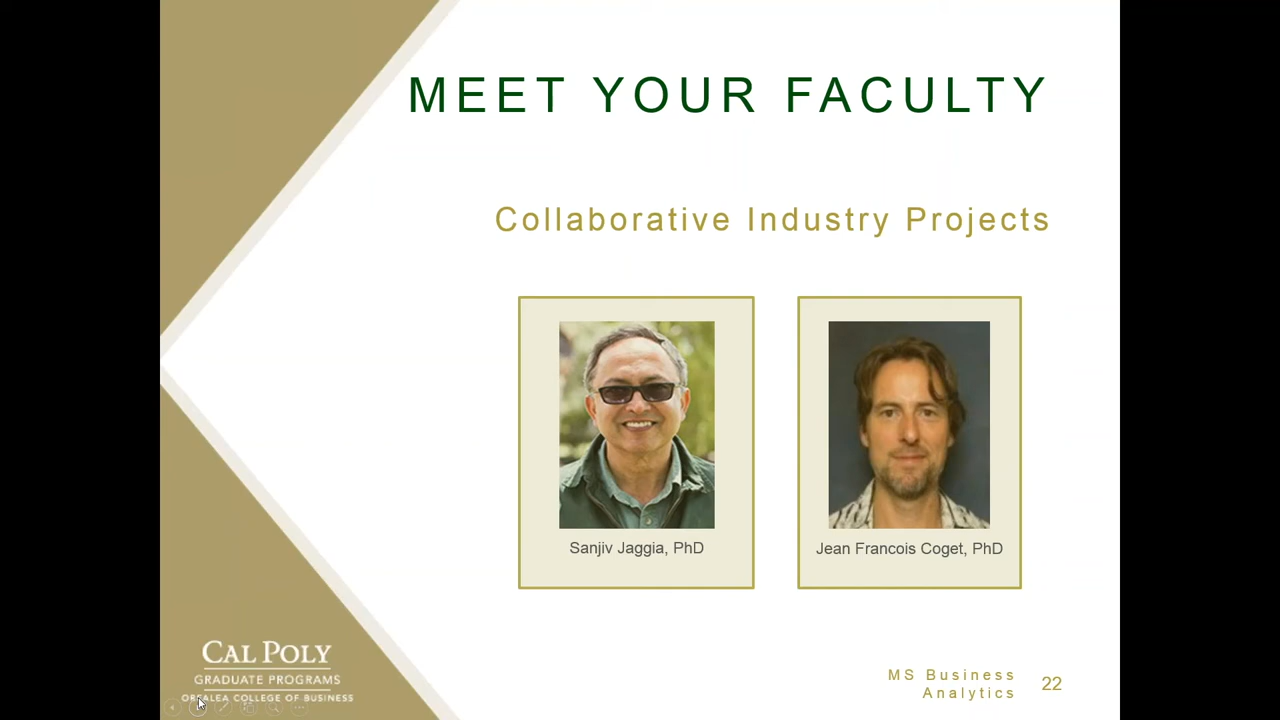 MEET YOUR FACULTY
Collaborative Industry Projects
Sanjiv Jaggia, PhD
Jean Francois Coget, PhD
CAL POLY
GRADUATE PROGRAMS
ORFALEA COLLEGE OF BUSINESS
MS Business
Analytics
22